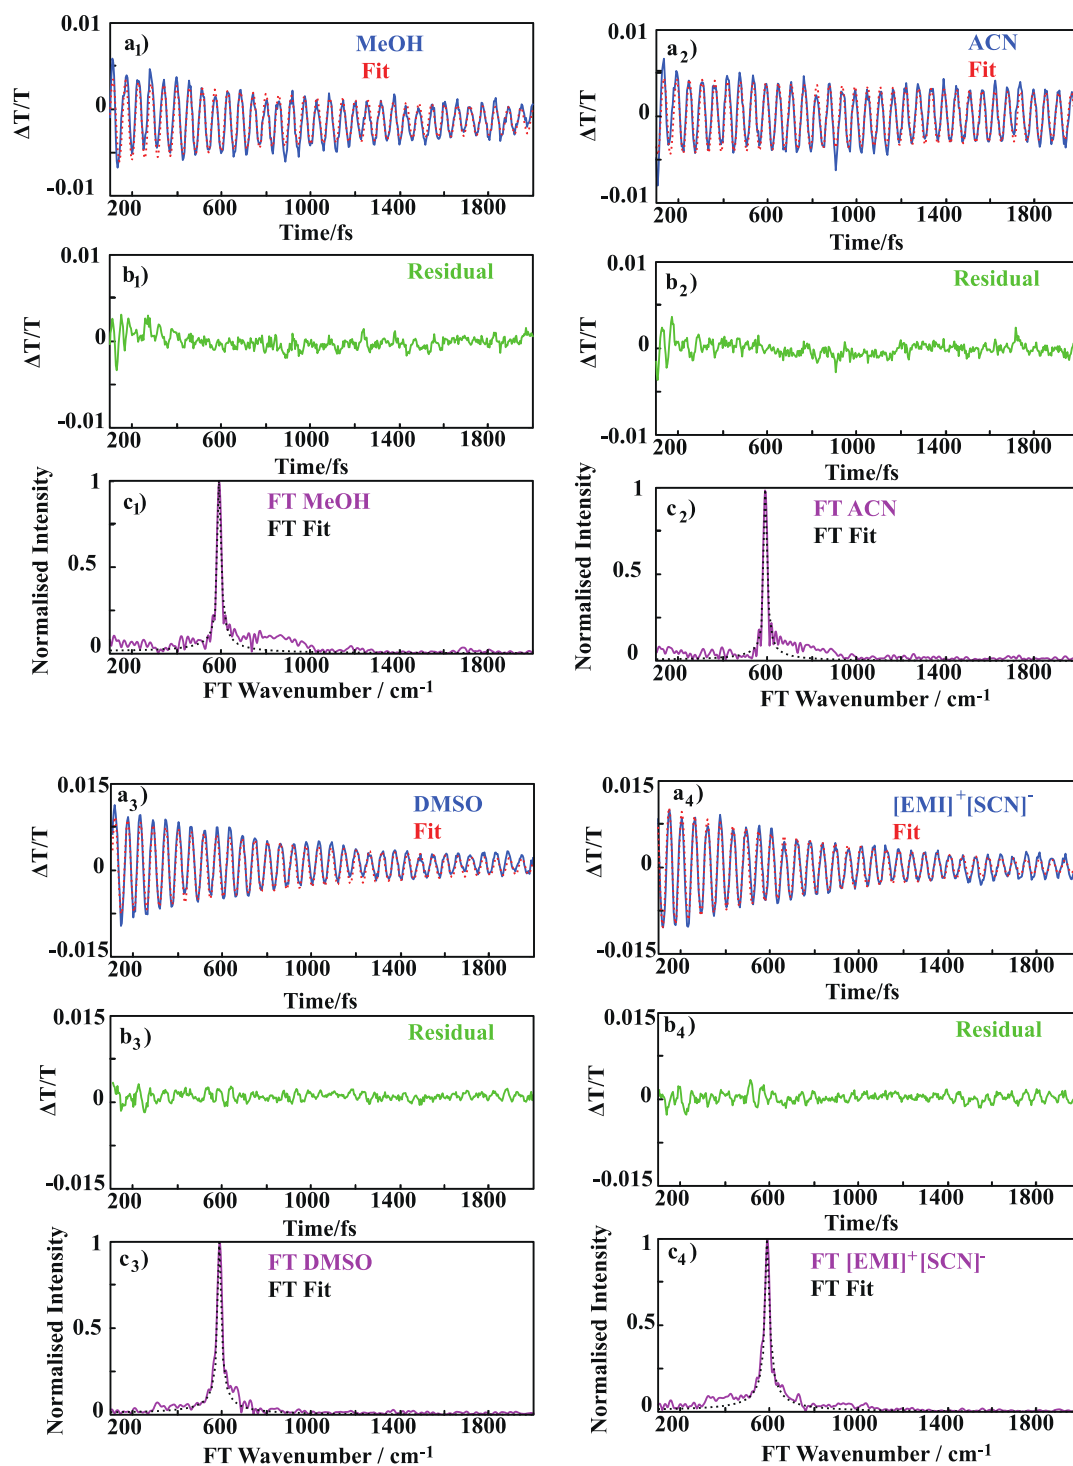 a1) MeOH
Fit
ΔT/T
0.01
0
-0.01
200 600 1000 1400 1800
Time/fs
b1) Residual
ΔT/T
0.01
0
-0.01
200 600 1000 1400 1800
Time/fs
c1) FT MeOH
FT Fit
Normalised Intensity
1
0.5
0
200 600 1000 1400 1800
FT Wavenumber / cm-1
a2) ACN
Fit
ΔT/T
0.01
0
-0.01
200 600 1000 1400 1800
Time/fs
b2) Residual
ΔT/T
0.01
0
-0.01
200 600 1000 1400 1800
Time/fs
c2) FT ACN
FT Fit
Normalised Intensity
1
0.5
0
200 600 1000 1400 1800
FT Wavenumber / cm-1
a3) DMSO
Fit
ΔT/T
0.015
0
-0.015
200 600 1000 1400 1800
Time/fs
b3) Residual
ΔT/T
0.015
0
-0.015
200 600 1000 1400 1800
Time/fs
c3) FT DMSO
FT Fit
Normalised Intensity
1
0.5
0
200 600 1000 1400 1800
FT Wavenumber / cm-1
a4) [EMI]+[SCN]-
Fit
ΔT/T
0.015
0
-0.015
200 600 1000 1400 1800
Time/fs
b4) Residual
ΔT/T
0.015
0
-0.015
200 600 1000 1400 1800
Time/fs
c4) FT [EMI]+[SCN]-
FT Fit
Normalised Intensity
1
0.5
0
200 600 1000 1400 1800
FT Wavenumber / cm-1